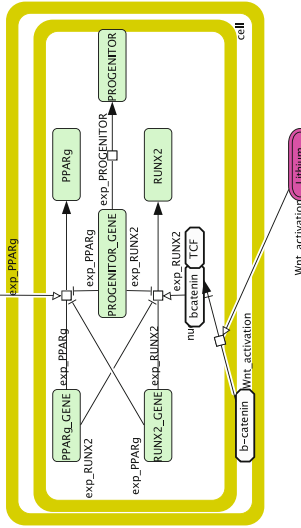 cell
PROGENITOR
exp_PROGENITOR
PPARg
RUNX2
PROGENITOR_GENE
exp_PPARg
exp_PPARg
exp_RUNX2
exp_RUNX2
TCF
bcatenin
nu
exp_PPARg
exp_RUNX2
PPARg_GENE
RUNX2_GENE
exp_RUNX2
exp_PPARg
b-catenin
Wnt_activation
Lithium
Wnt_activation